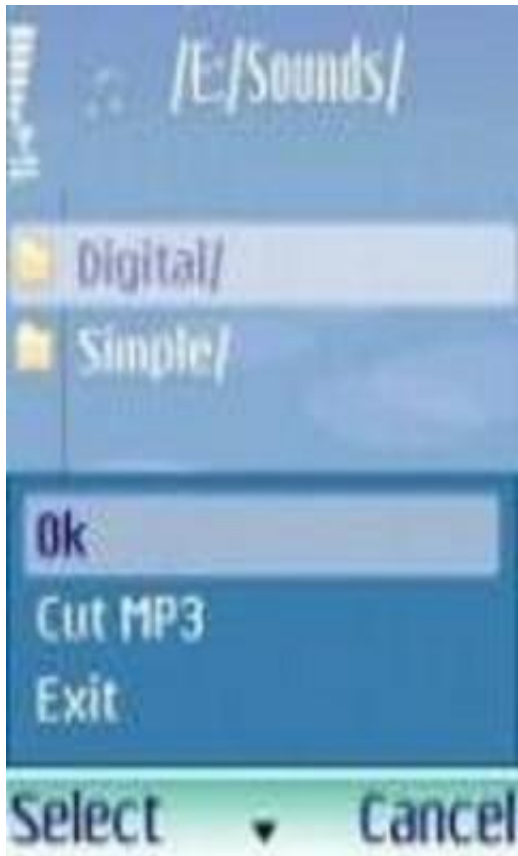 /E:/Sounds/
Digital/
Simple/
Ok
Cut MP3
Exit
Select Cancel